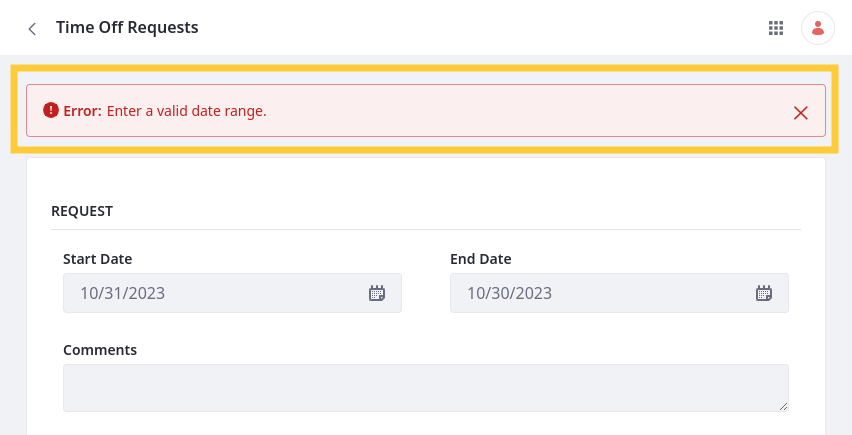 Time Off Requests
Error: Enter a valid date range.
REQUEST
Start Date
End Date
10/31/2023
10/30/2023
Comments